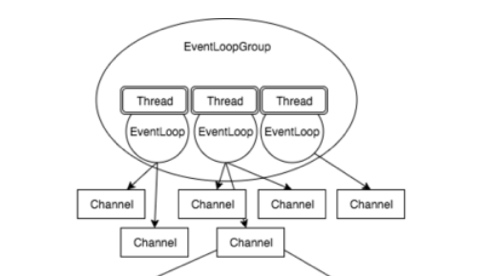 EventLoopGroup
Thread Thread Thread
EventLoop EventLoop EventLoop
Channel Channel Channel Channel
Channel Channel